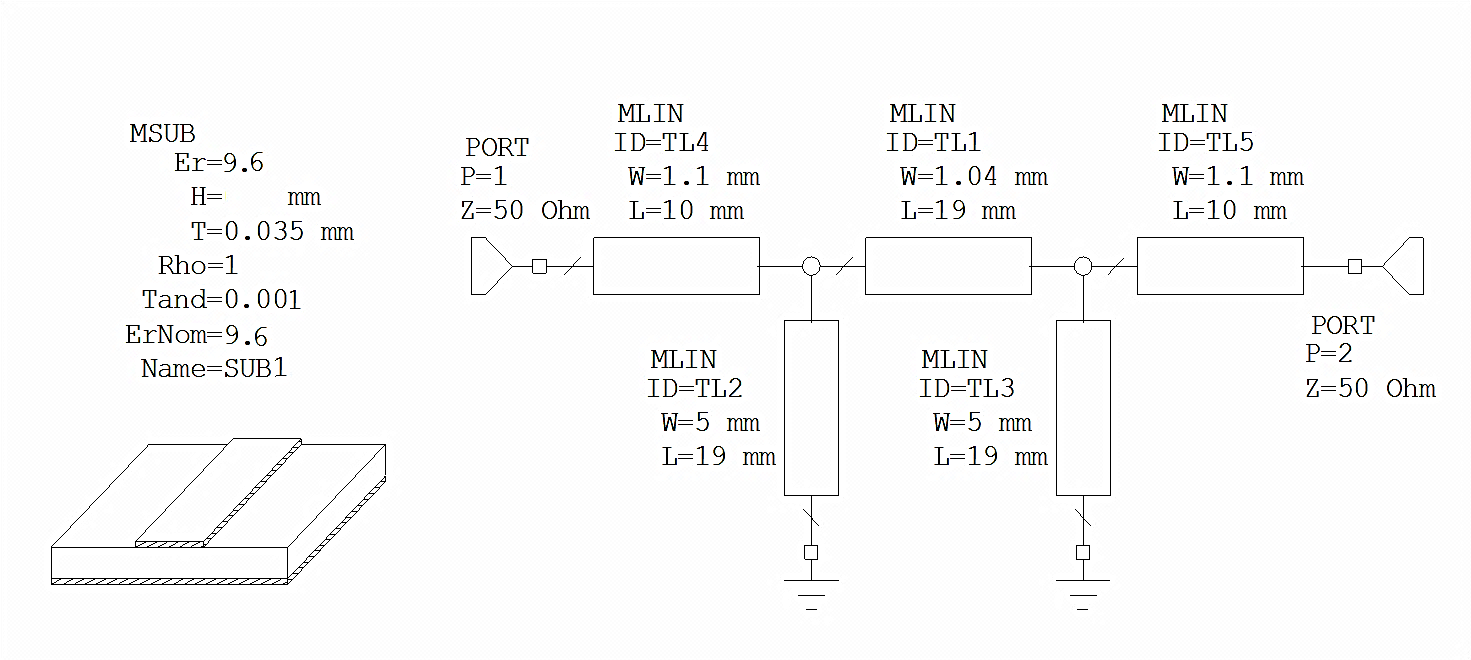 MSUB
Er=9.6
H= mm
T=0.035 mm
Rho=1
Tand=0.001
ErNom=9.6
Name=SUB1
PORT
P=1
Z=50 Ohm
MLIN
ID=TL4
W=1.1 mm
L=10 mm
MLIN
ID=TL1
W=1.04 mm
L=19 mm
MLIN
ID=TL5
W=1.1 mm
L=10 mm
MLIN
ID=TL2
W=5 mm
L=19 mm
MLIN
ID=TL3
W=5 mm
L=19 mm
PORT
P=2
Z=50 Ohm